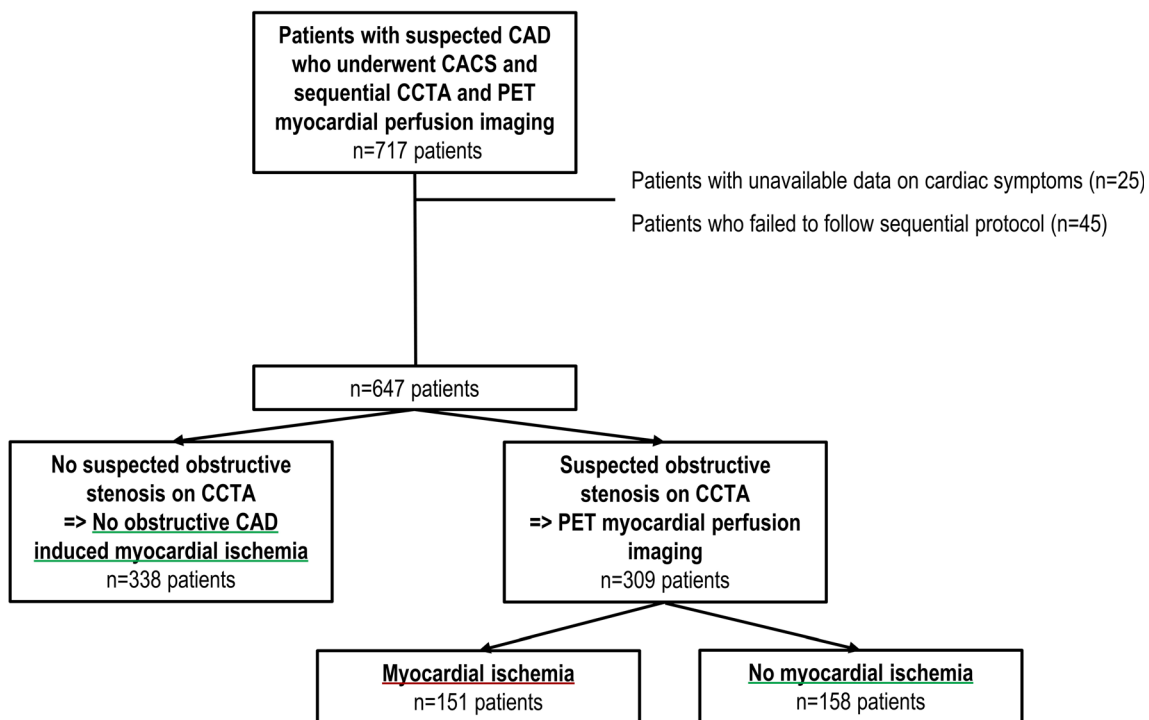 Patients with suspected CAD
who underwent CACS and
sequential CCTA and PET
myocardial perfusion imaging
n=717 patients
Patients with unavailable data on cardiac symptoms (n=25)
Patients who failed to follow sequential protocol (n=45)
n=647 patients
No suspected obstructive
stenosis on CCTA
=> No obstructive CAD
induced myocardial ischemia
n=338 patients
Suspected obstructive
stenosis on CCTA
=> PET myocardial perfusion
imaging
n=309 patients
Myocardial ischemia
n=151 patients
No myocardial ischemia
n=158 patients